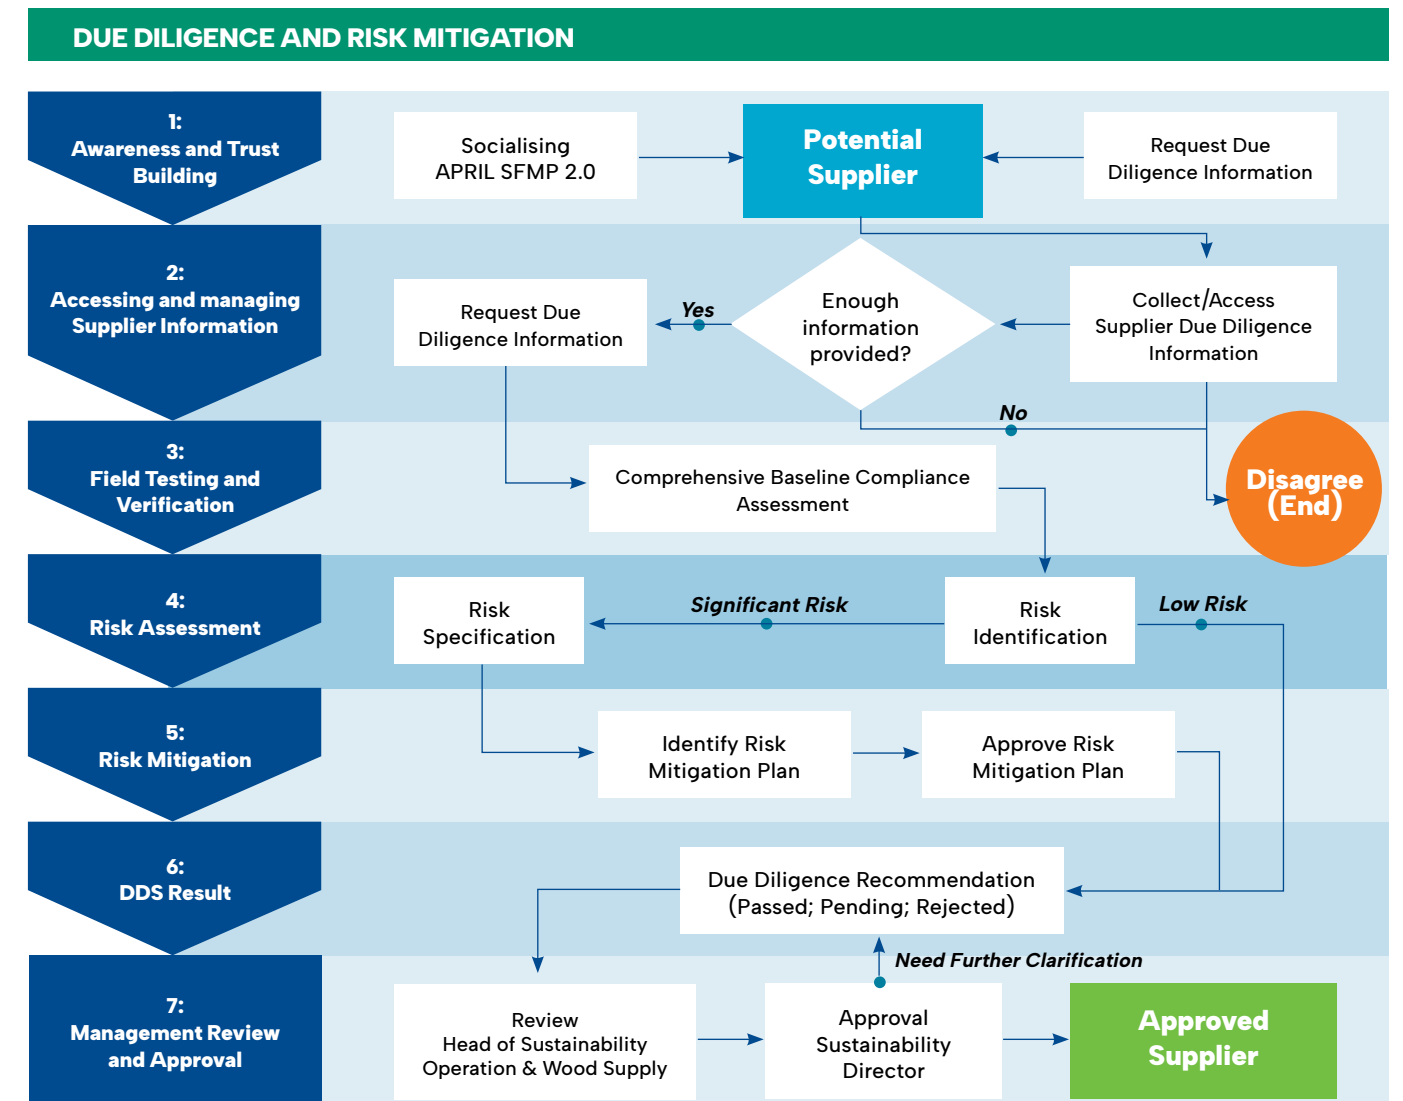 DUE DILIGENCE AND RISK MITIGATION
1:
Awareness and Trust
Building
Socialising
APRIL SFMP 2.0
Potential
Supplier
Request Due
Diligence Information
2:
Accessing and managing
Supplier Information
Request Due
Diligence Information
Yes
Enough
information
provided?
Collect/Access
Supplier Due Diligence
Information
No
3:
Field Testing and
Verification
Comprehensive Baseline Compliance
Assessment
Disagree
(End)
4:
Risk Assessment
Risk
Specification
Significant Risk
Risk
Identification
Low Risk
5:
Risk Mitigation
Identify Risk
Mitigation Plan
Approve Risk
Mitigation Plan
6:
DDS Result
Due Diligence Recommendation
(Passed; Pending; Rejected)
Need Further Clarification
7:
Management Review
and Approval
Review
Head of Sustainability
Operation & Wood Supply
Approval
Sustainability
Director
Approved
Supplier